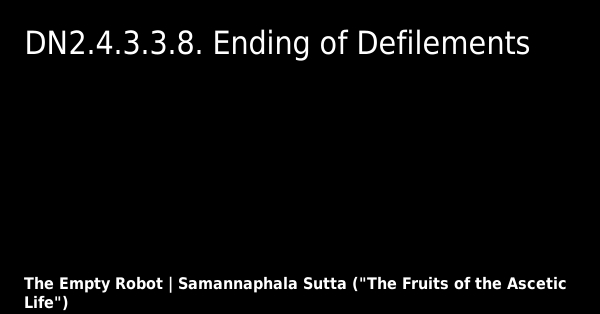 DN2.4.3.3.8. Ending of Defilements
The Empty Robot | Samannaphala Sutta ("The Fruits of the Ascetic
Life")